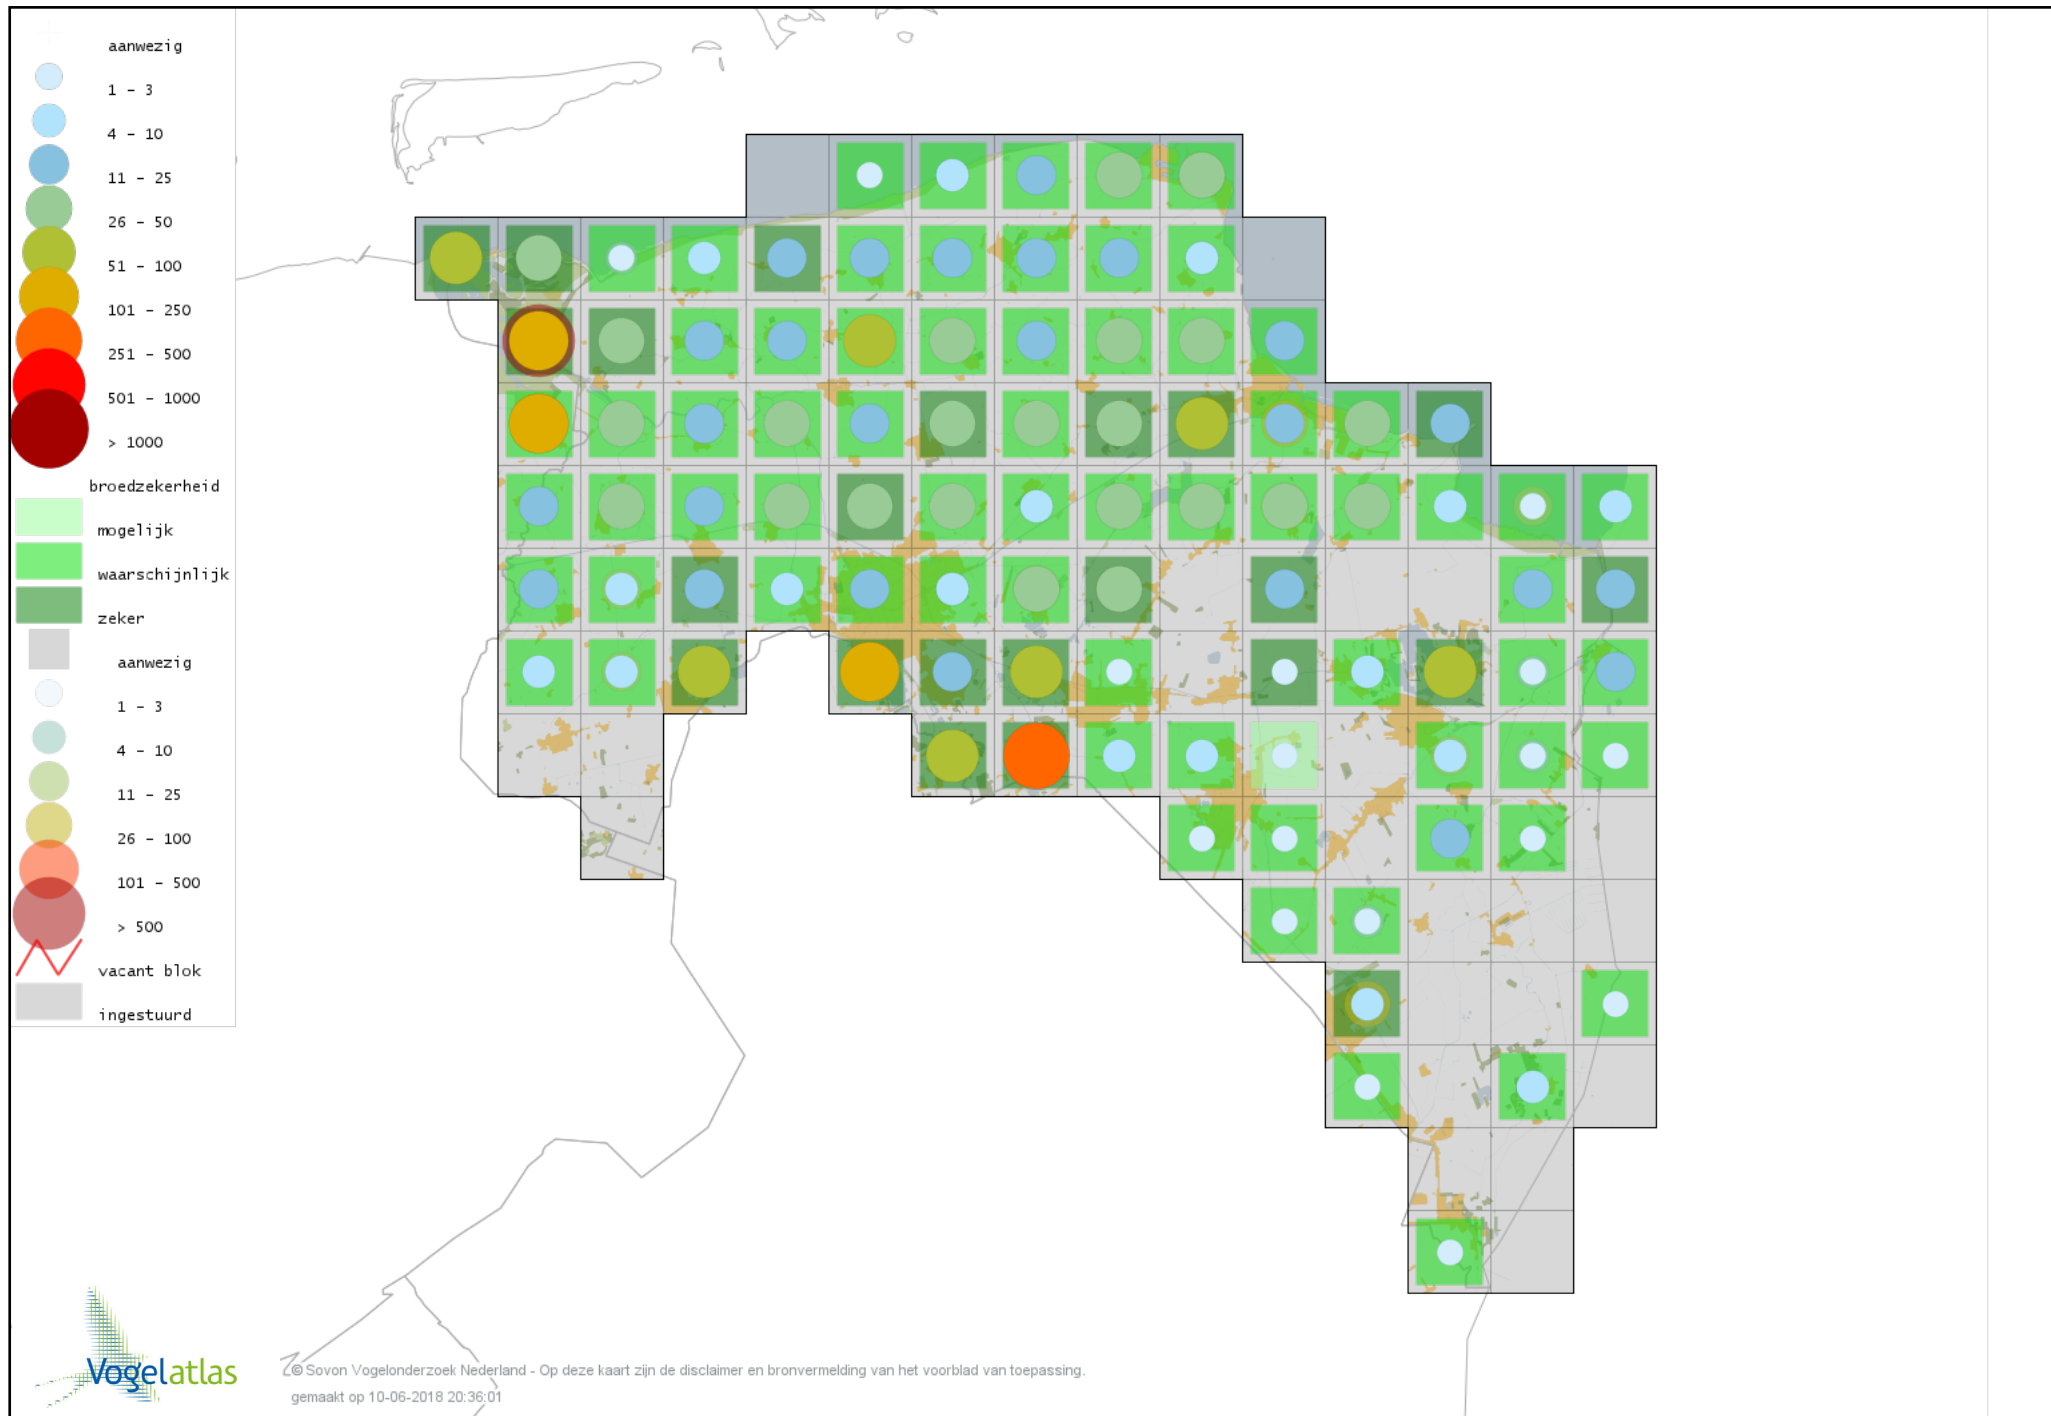 aanwezig
1 - 3
4 - 10
11 - 25
26 - 50
51 - 100
101 - 250
251 - 500
501 - 1000
> 1000
broedzekerheid
mogelijk
waarschijnlijk
zeker
aanwezig
1 - 3
4 - 10
11 - 25
26 - 100
101 - 500
> 500
vacant blok
ingestuurd
Vogelatlas
© Sovon Vogelonderzoek Nederland - Op deze kaart zijn de disclaimer en bronvermelding van het voorblad van toepassing.
gemaakt op 10-06-2018 20:36:01